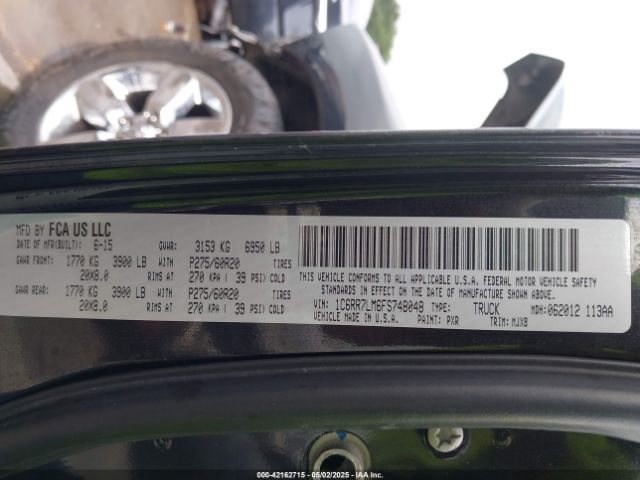 MFD BY FCA US LLC
DATE OF MFR(BUILT): 6-15 GVWR: 3153 KG 6950 LB
GAWR FRONT: 1770 KG 3900 LB WITH P275/60R20 TIRES
20X8.0 RIMS AT 270 KPA ( 39 PSI) COLD
GAWR REAR: 1770 KG 3900 LB WITH P275/60R20 TIRES
20X8.0 RIMS AT 270 KPA ( 39 PSI) COLD
THIS VEHICLE CONFORMS TO ALL APPLICABLE U.S.A. FEDERAL MOTOR VEHICLE SAFETY
STANDARDS IN EFFECT ON THE DATE OF MANUFACTURE SHOWN ABOVE.
VIN: 1C6RR7LM6FS748048 TYPE: TRUCK MDH:062012 113AA
VEHICLE MADE IN U.S.A. PAINT: PXR TRIM: MJX8
000-42162715 - 05/02/2025 - IAA Inc.